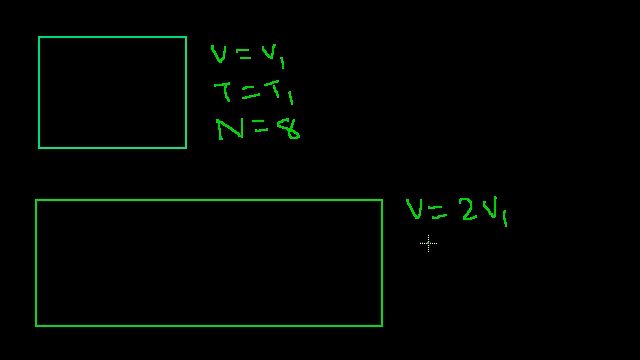 V = V₁
T = T₁
N = 8
V = 2V₁